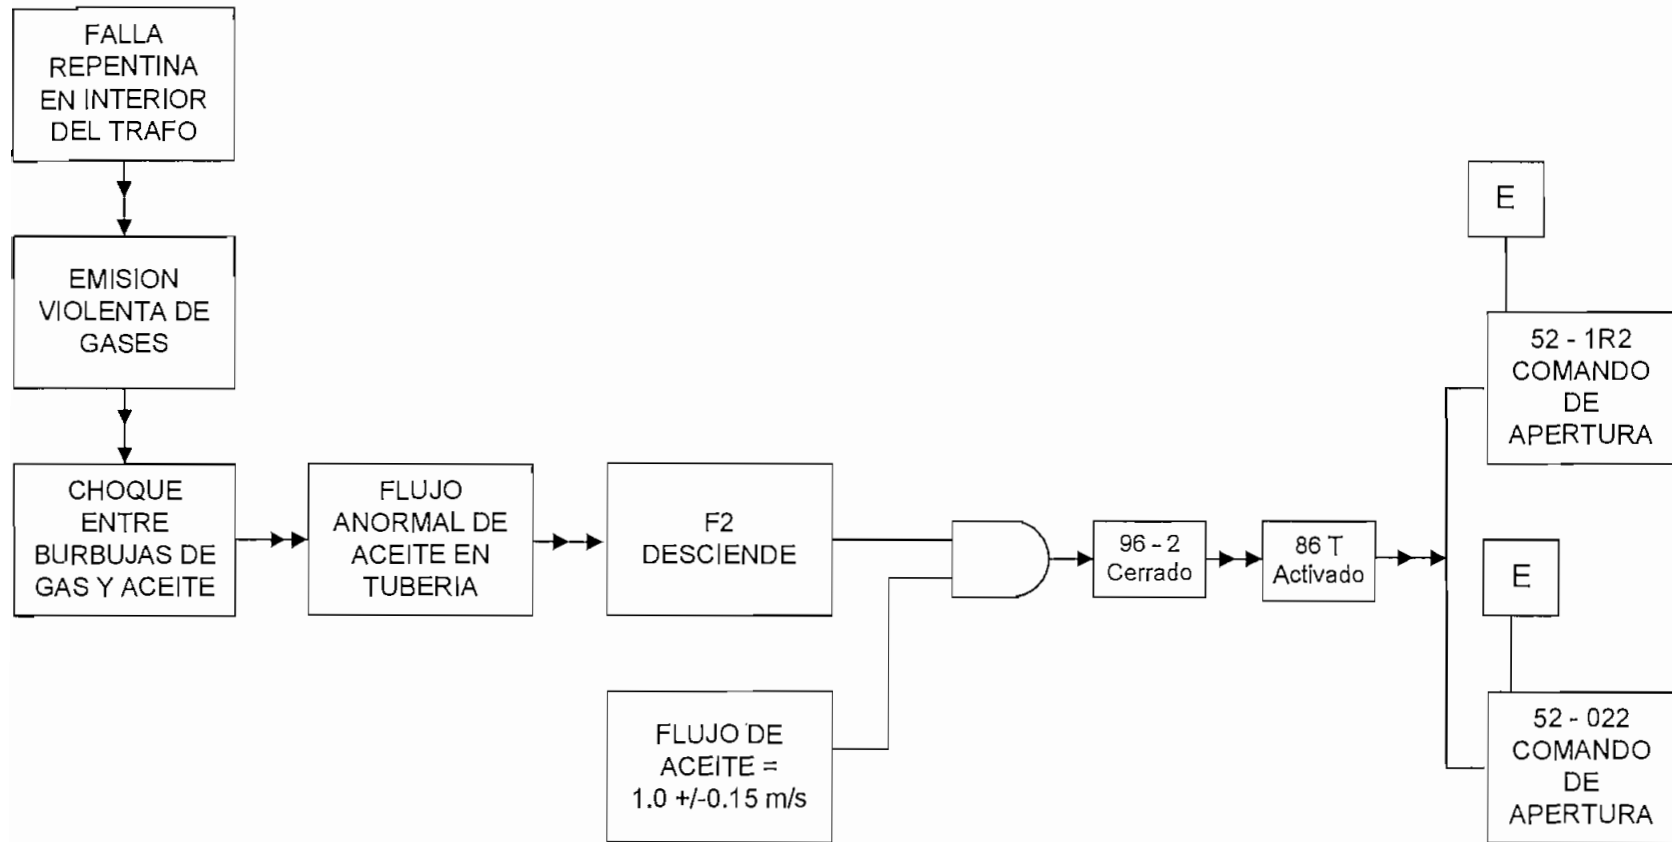 FALLA
REPENTINA
EN INTERIOR
DEL TRAFO
EMISION
VIOLENTA DE
GASES
CHOQUE
ENTRE
BURBUJAS DE
GAS Y ACEITE
FLUJO
ANORMAL DE
ACEITE EN
TUBERIA
F2
DESCIENDE
FLUJO DE
ACEITE =
1.0 +/-0.15 m/s
96 - 2
Cerrado
86 T
Activado
E
52 - 1R2
COMANDO
DE
APERTURA
E
52 - 022
COMANDO
DE
APERTURA